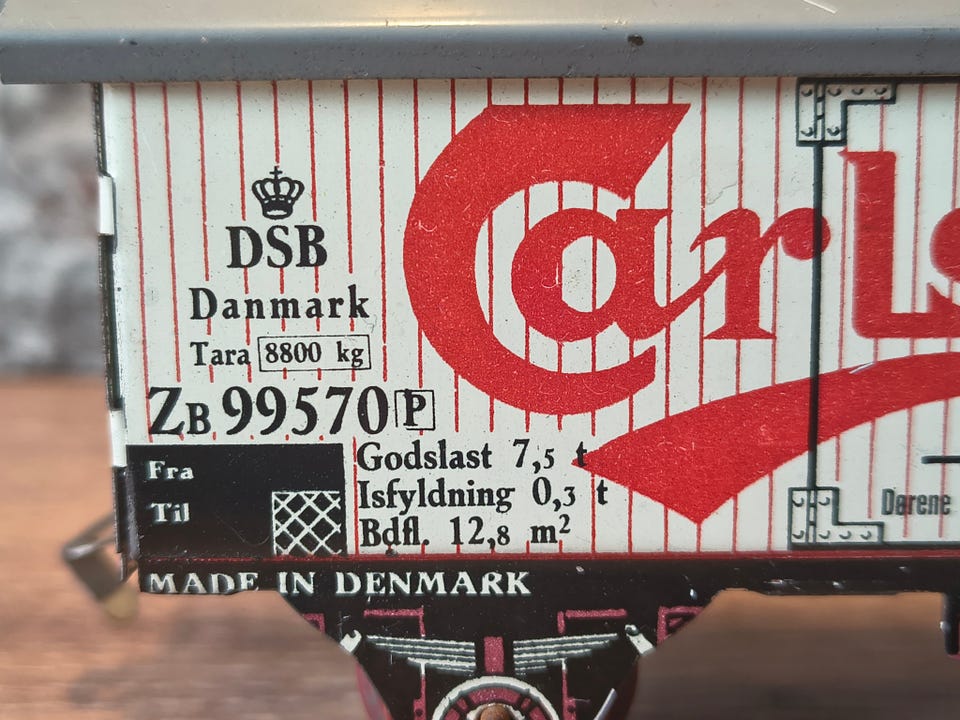 DSB
Danmark
Tara 8800 kg
ZB 99570 P
Fra
Til
Godslast 7,5 t
Isfyldning 0,3 t
Bdfl. 12,8 m²
Carls
Dørene
MADE IN DENMARK